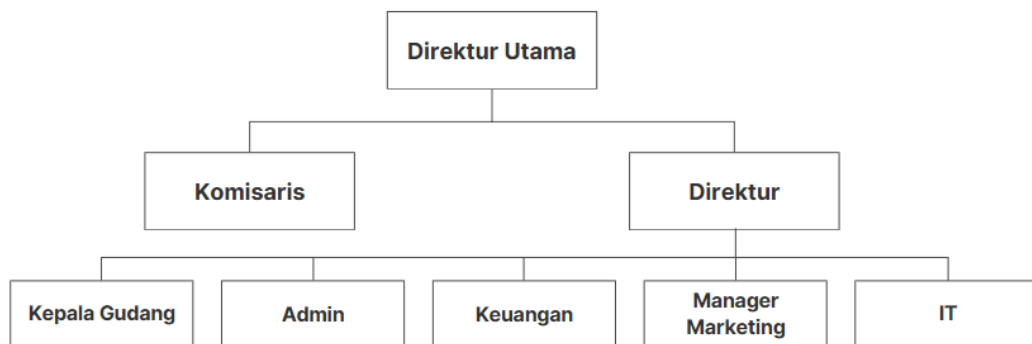 Direktur Utama
Komisaris
Direktur
Kepala Gudang
Admin
Keuangan
Manager
Marketing
IT